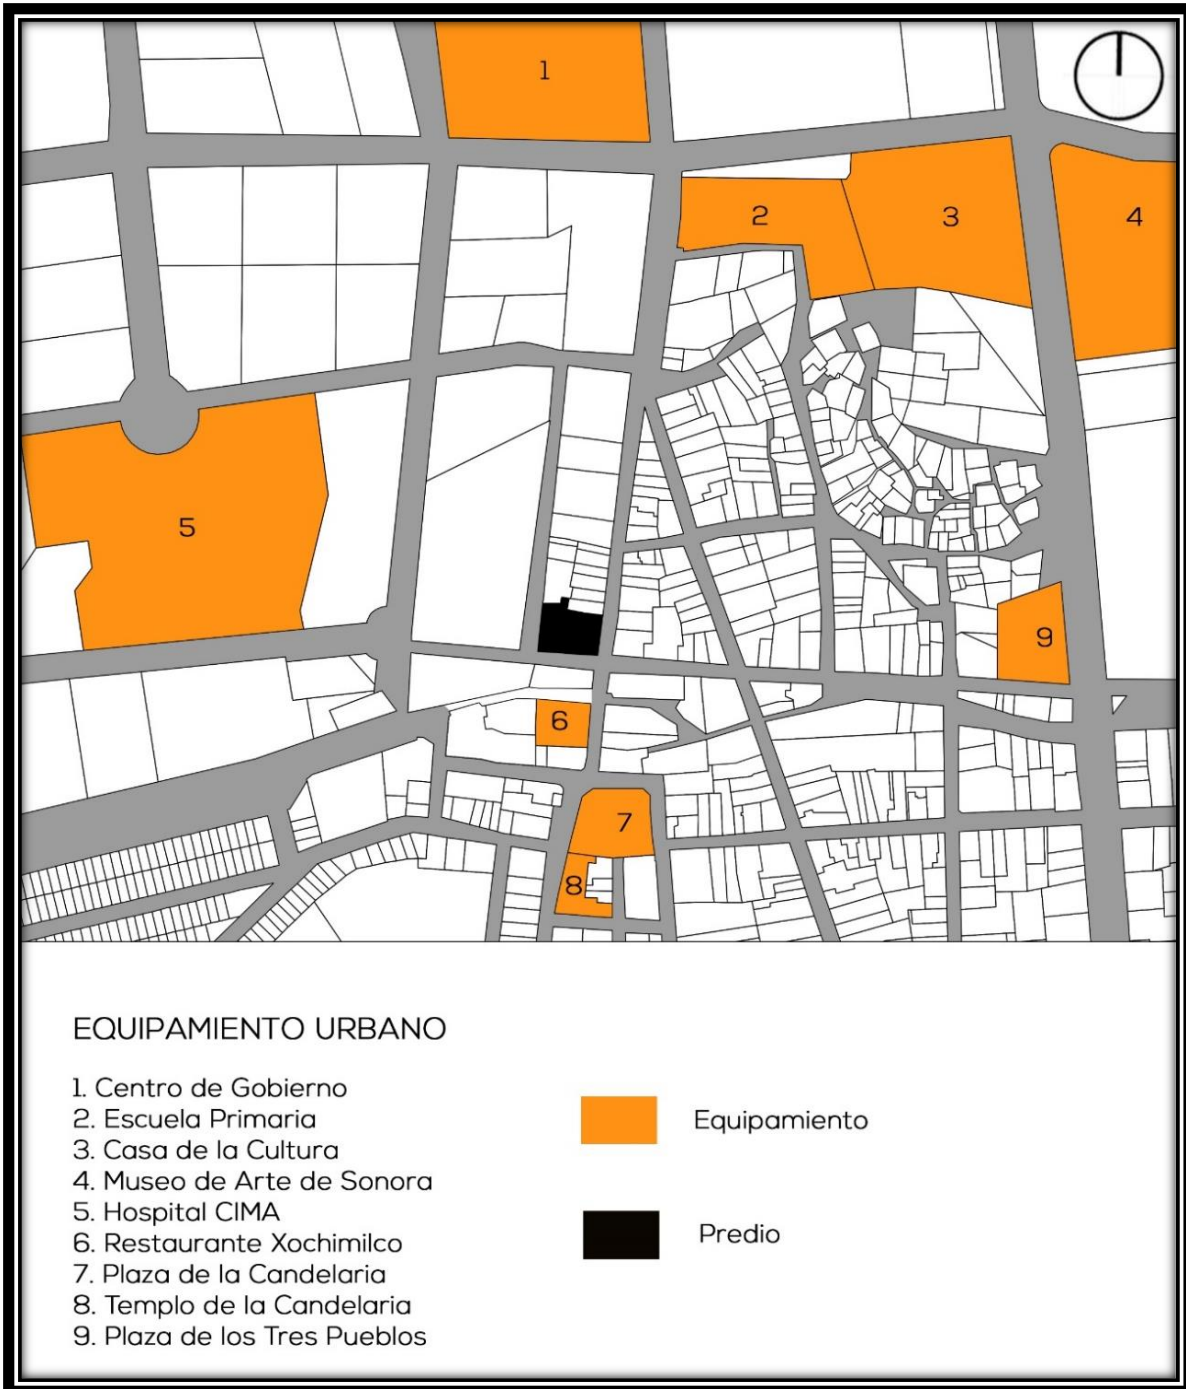 1
2
3
4
5
6
7
8
9
EQUIPAMIENTO URBANO
1. Centro de Gobierno
2. Escuela Primaria
3. Casa de la Cultura
4. Museo de Arte de Sonora
5. Hospital CIMA
6. Restaurante Xochimilco
7. Plaza de la Candelaria
8. Templo de la Candelaria
9. Plaza de los Tres Pueblos
Equipamiento
Predio